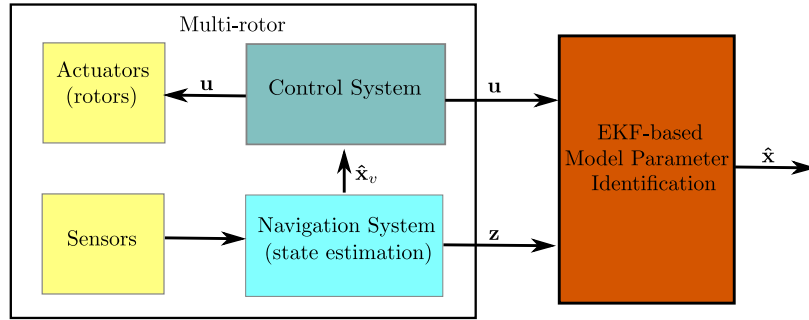 Multi-rotor
Actuators
(rotors)
u
Control System
u
x̂ᵥ
EKF-based
Model Parameter
Identification
x̂
Sensors
Navigation System
(state estimation)
z